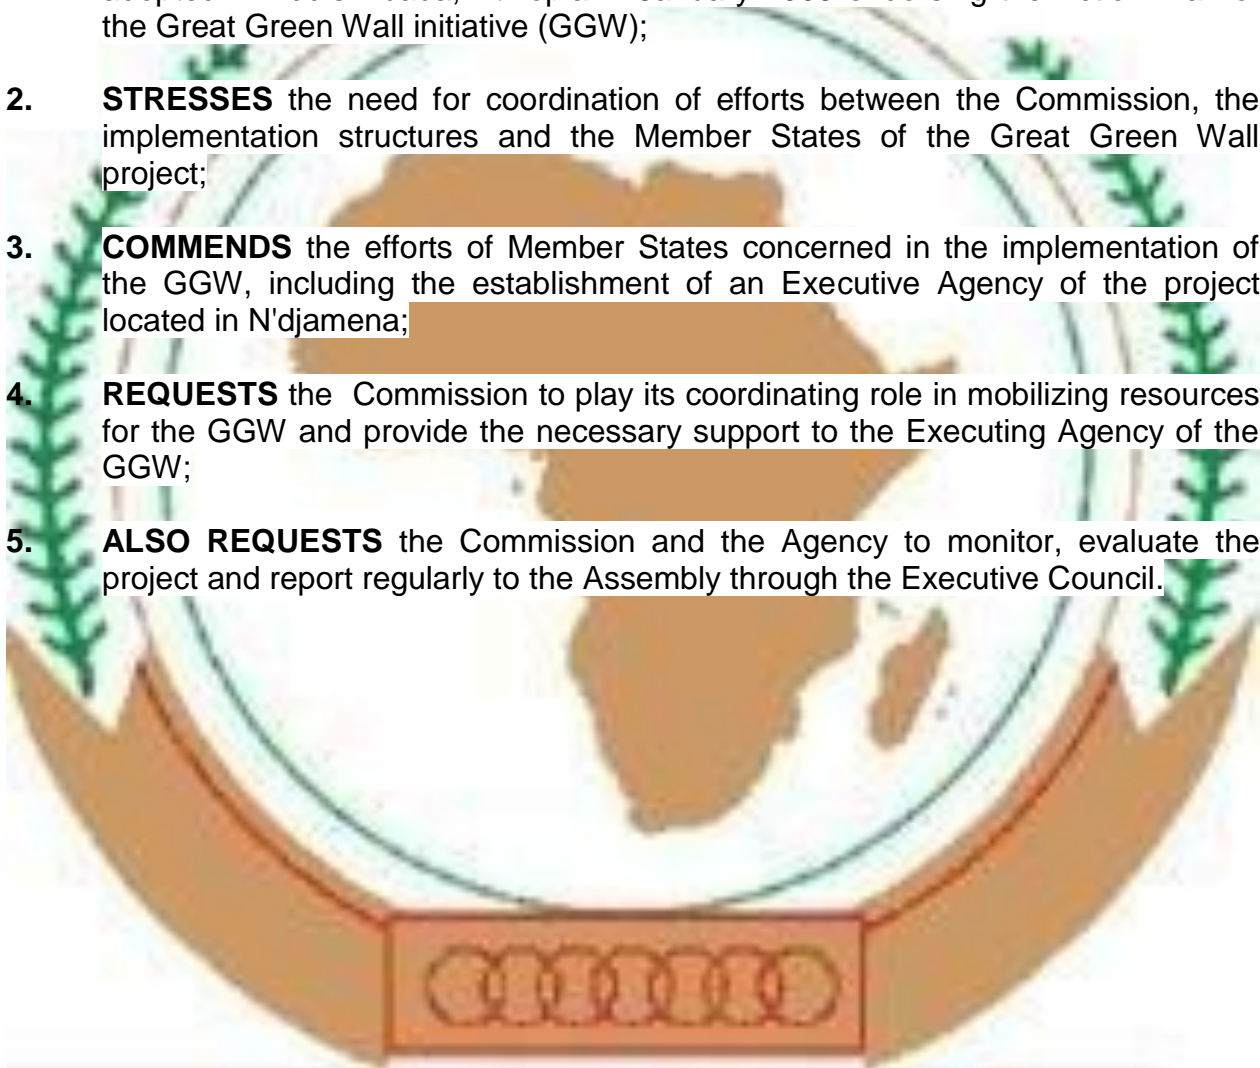 the Great Green Wall initiative (GGW);
2. STRESSES the need for coordination of efforts between the Commission, the
implementation structures and the Member States of the Great Green Wall
project;
3. COMMENDS the efforts of Member States concerned in the implementation of
the GGW, including the establishment of an Executive Agency of the project
located in N'djamena;
4. REQUESTS the Commission to play its coordinating role in mobilizing resources
for the GGW and provide the necessary support to the Executing Agency of the
GGW;
5. ALSO REQUESTS the Commission and the Agency to monitor, evaluate the
project and report regularly to the Assembly through the Executive Council.